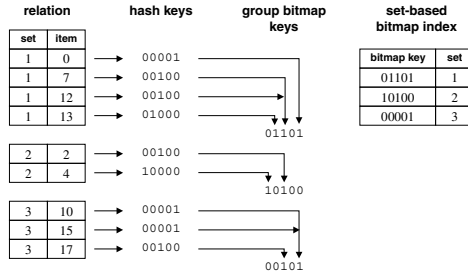 relation hash keys group bitmap keys set-based bitmap index
set item
1 0 00001
1 7 00100
1 12 00100
1 13 01000
01101
2 2 00100
2 4 10000
10100
3 10 00001
3 15 00001
3 17 00100
00101
bitmap key set
01101 1
10100 2
00001 3